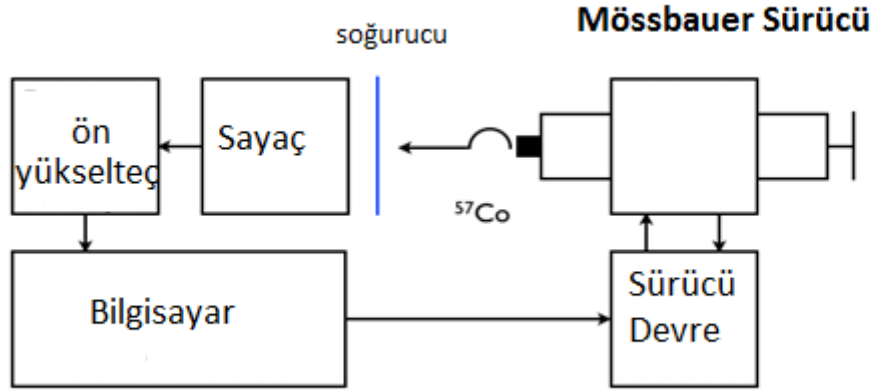 Mössbauer Sürücü
soğurucu
ön
yükselteç
Sayaç
⁵⁷Co
Bilgisayar
Sürücü
Devre